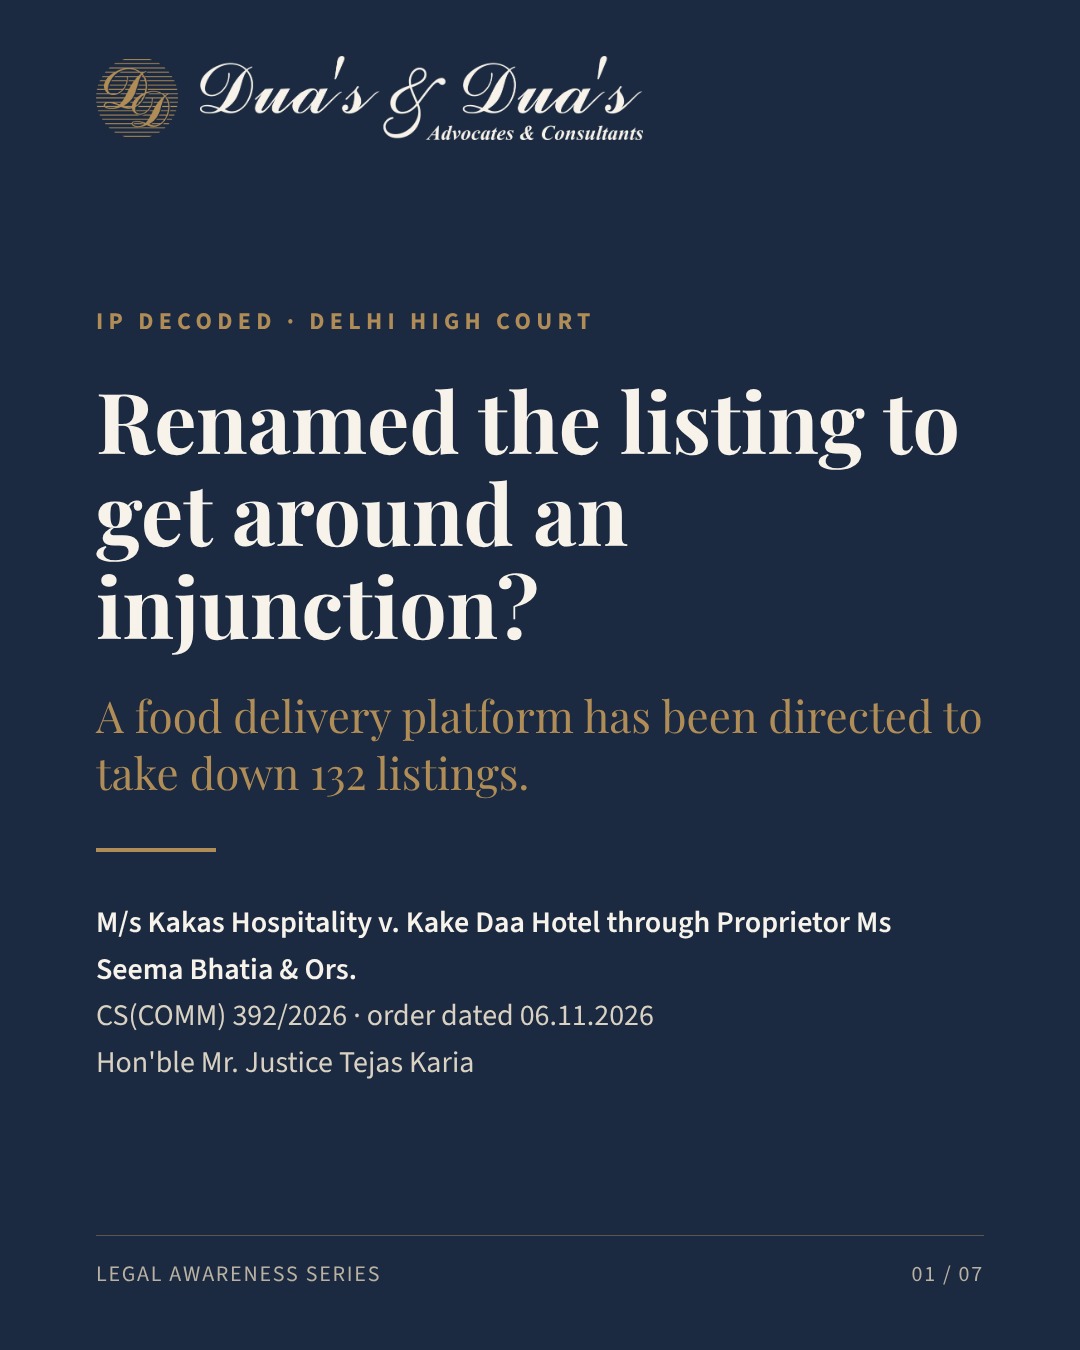 DD
Dua's & Dua's
Advocates & Consultants
IP DECODED · DELHI HIGH COURT
Renamed the listing to
get around an
injunction?
A food delivery platform has been directed to
take down 132 listings.
M/s Kakas Hospitality v. Kake Daa Hotel through Proprietor Ms
Seema Bhatia & Ors.
CS(COMM) 392/2026 · order dated 06.11.2026
Hon'ble Mr. Justice Tejas Karia
LEGAL AWARENESS SERIES
01 / 07